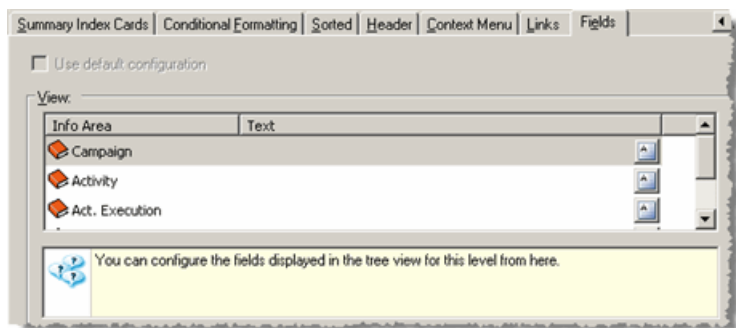 Summary Index Cards Conditional Formatting Sorted Header Context Menu Links Fields
Use default configuration
View:
Info Area Text
Campaign A
Activity A
Act. Execution A
? ? ? You can configure the fields displayed in the tree view for this level from here.